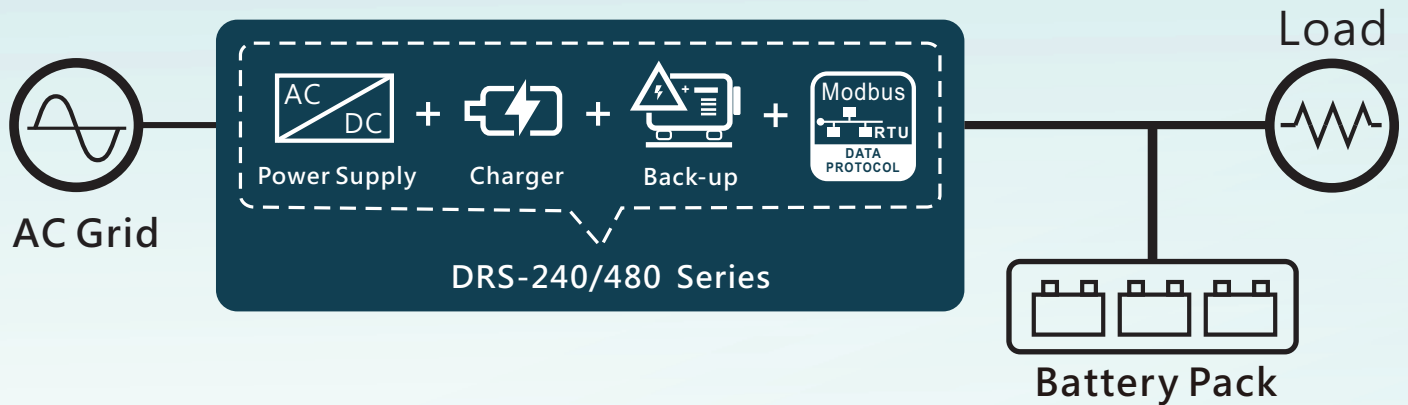 Load
AC
DC
Modbus
RTU
DATA
PROTOCOL
Power Supply
Charger
Back-up
AC Grid
DRS-240/480 Series
Battery Pack